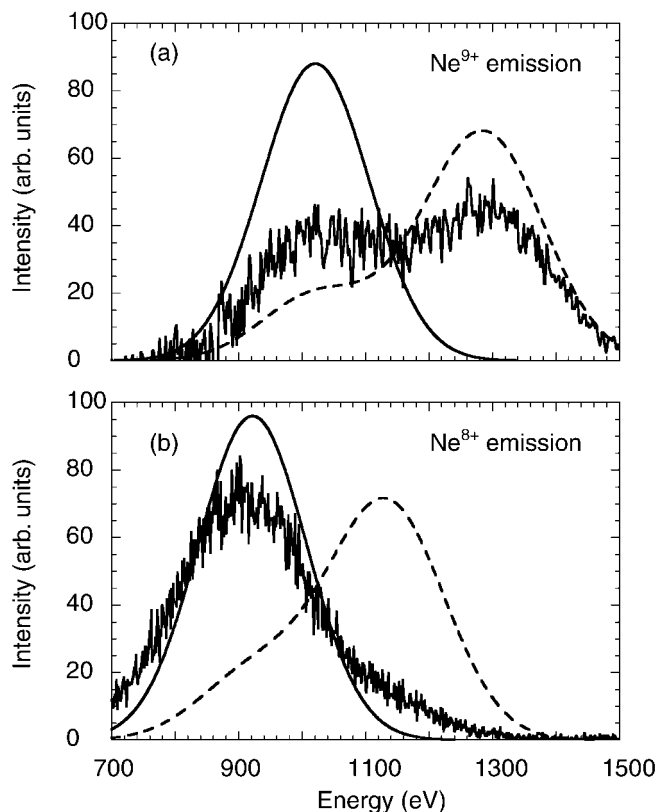 100
(a)
Ne⁹⁺ emission
80
60
40
20
0
Intensity (arb. units)
100
(b)
Ne⁸⁺ emission
80
60
40
20
0
Intensity (arb. units)
700 900 1100 1300 1500
Energy (eV)